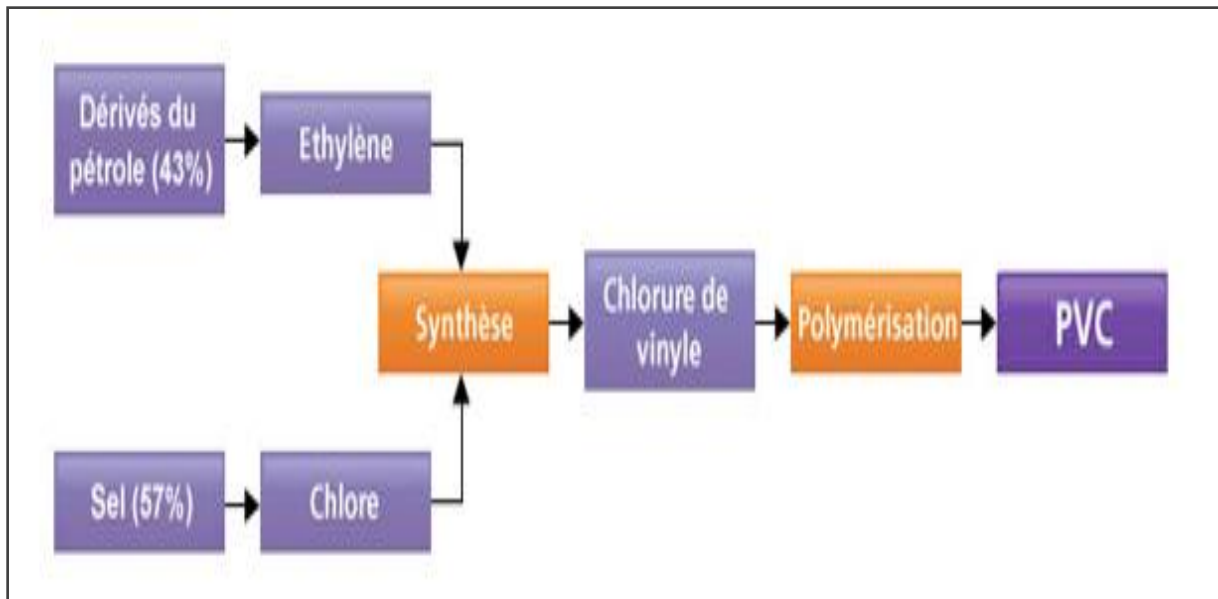 Dérivés du
pétrole (43%)
Ethylène
Synthèse
Chlorure de
vinyle
Polymérisation
PVC
Sel (57%)
Chlore